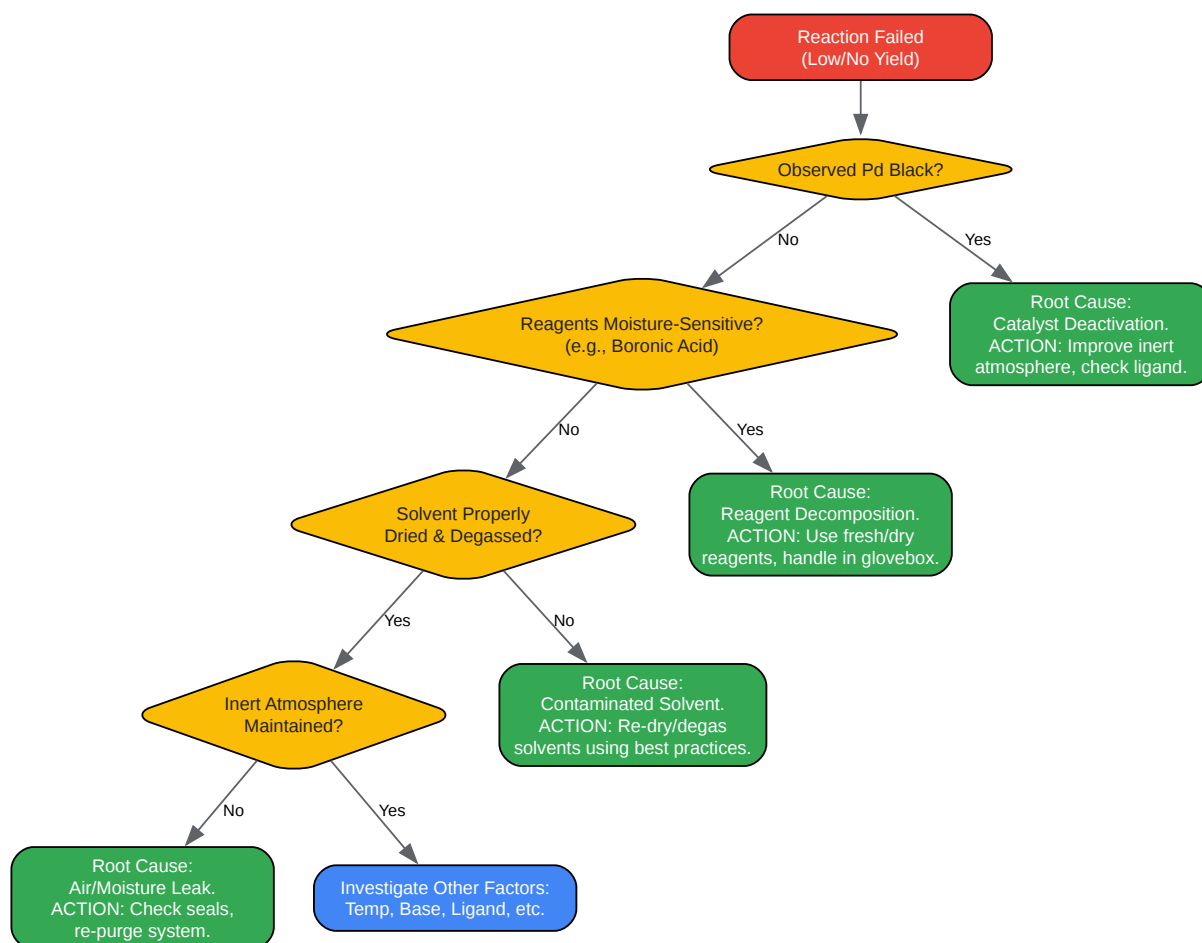 Reaction Failed
(Low/No Yield)
Observed Pd Black?
No
Yes
Reagents Moisture-Sensitive?
(e.g., Boronic Acid)
Root Cause:
Catalyst Deactivation.
ACTION: Improve inert
atmosphere, check ligand.
No
Yes
Solvent Properly
Dried & Degassed?
Root Cause:
Reagent Decomposition.
ACTION: Use fresh/dry
reagents, handle in glovebox.
Yes
No
Inert Atmosphere
Maintained?
Root Cause:
Contaminated Solvent.
ACTION: Re-dry/degas
solvents using best practices.
No
Yes
Root Cause:
Air/Moisture Leak.
ACTION: Check seals,
re-purge system.
Investigate Other Factors:
Temp, Base, Ligand, etc.